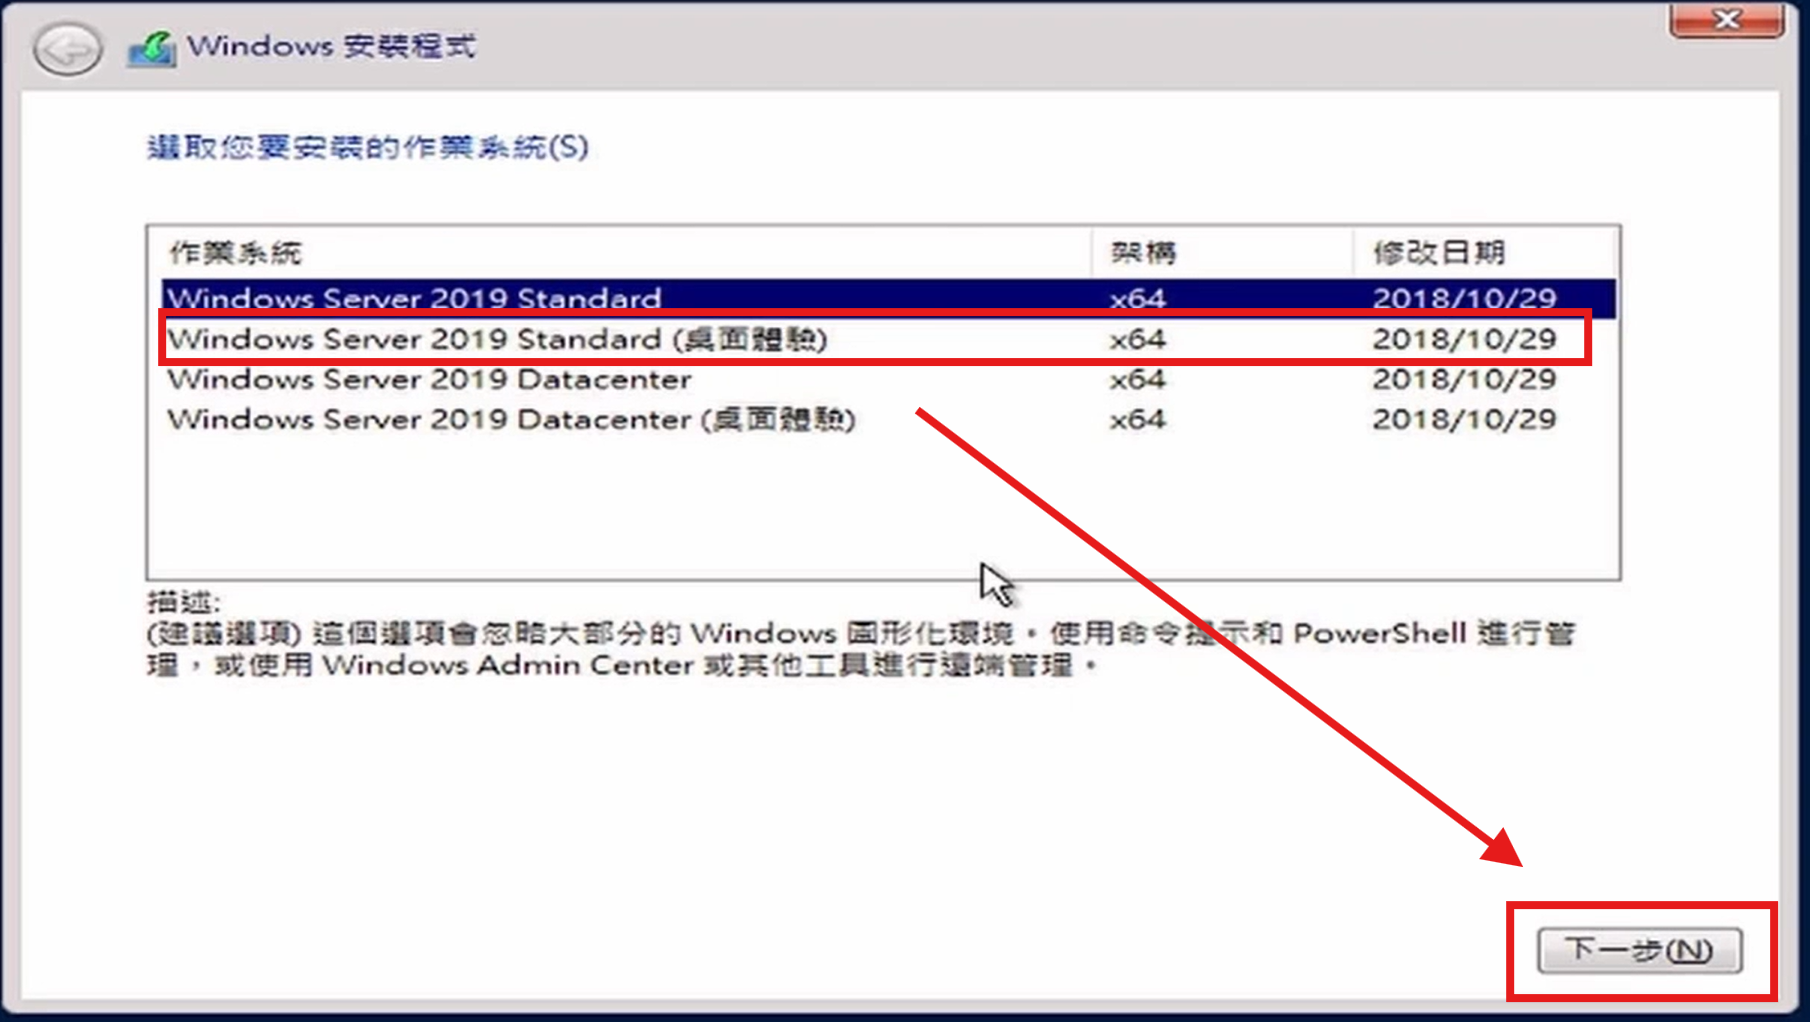 Windows 安裝程式
選取您要安裝的作業系統(S)
作業系統 架構 修改日期
Windows Server 2019 Standard x64 2018/10/29
Windows Server 2019 Standard (桌面體驗) x64 2018/10/29
Windows Server 2019 Datacenter x64 2018/10/29
Windows Server 2019 Datacenter (桌面體驗) x64 2018/10/29
描述:
(建議選項) 這個選項會忽略大部分的 Windows 圖形化環境。使用命令提示和 PowerShell 進行管
理，或使用 Windows Admin Center 或其他工具進行遠端管理。
下一步(N)